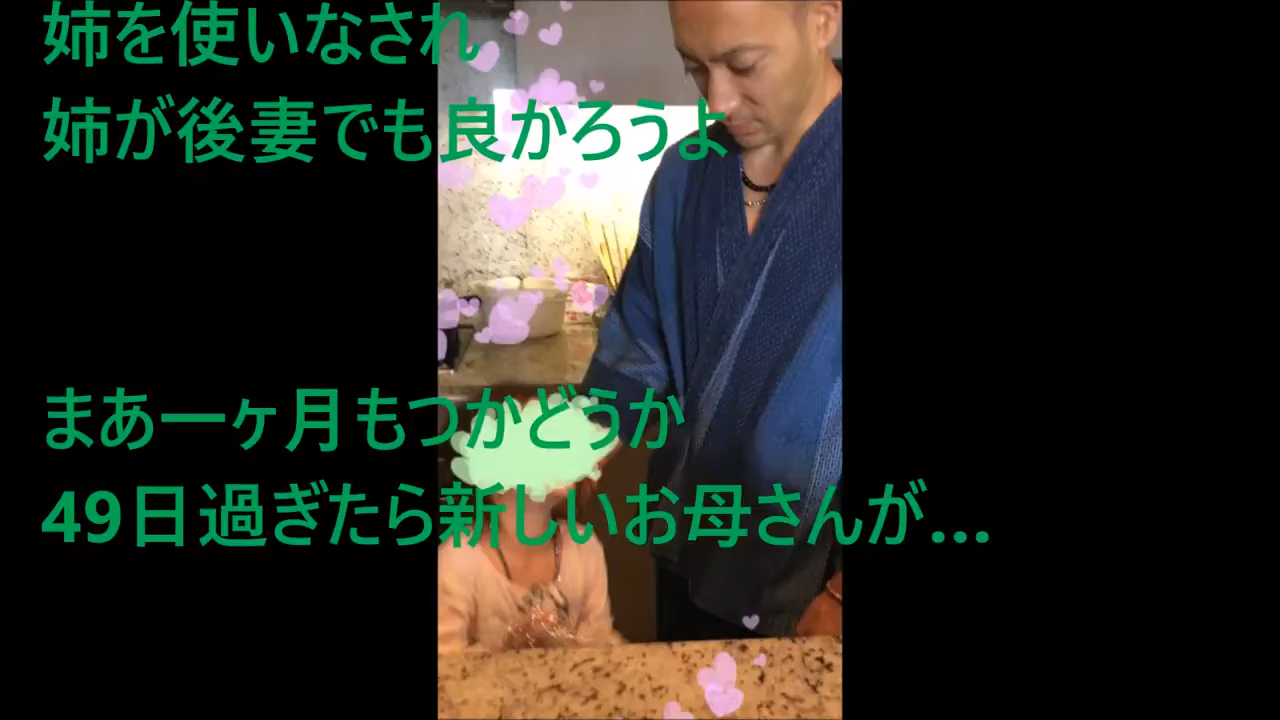 姉を使いなされ
姉が後妻でも良かろうよ
まあ一ヶ月もつかどうか
49日過ぎたら新しいお母さんが...